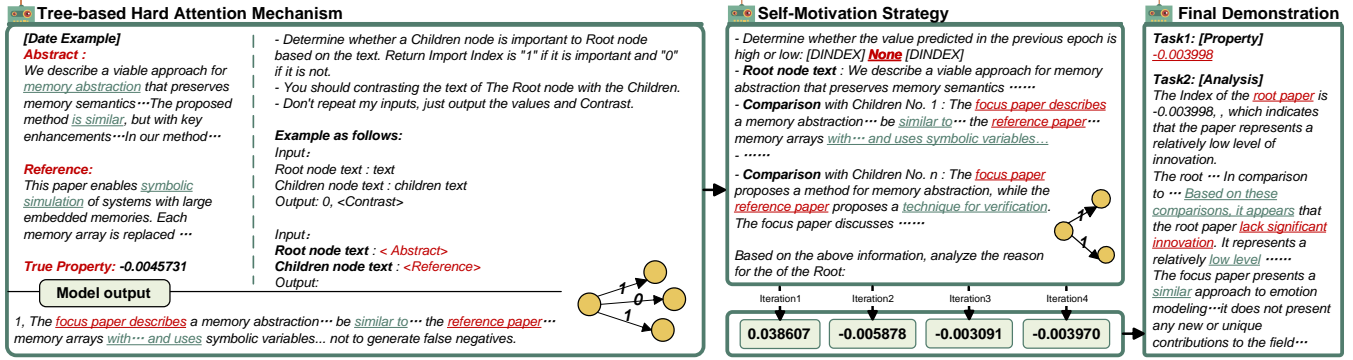 Tree-based Hard Attention Mechanism
[Date Example]
Abstract :
We describe a viable approach for
memory abstraction that preserves
memory semantics···The proposed
method is similar, but with key
enhancements···In our method···
Reference:
This paper enables symbolic
simulation of systems with large
embedded memories. Each
memory array is replaced ···
True Property: -0.0045731
- Determine whether a Children node is important to Root node
based on the text. Return Import Index is "1" if it is important and "0"
if it is not.
- You should contrasting the text of The Root node with the Children.
- Don't repeat my inputs, just output the values and Contrast.
Example as follows:
Input:
Root node text : text
Children node text : children text
Output: 0, <Contrast>
Input:
Root node text : < Abstract>
Children node text : <Reference>
Output:
Model output
1, The focus paper describes a memory abstraction··· be similar to··· the reference paper···
memory arrays with··· and uses symbolic variables... not to generate false negatives.
1
0
1
Self-Motivation Strategy
- Determine whether the value predicted in the previous epoch is
high or low: [DINDEX] None [DINDEX]
- Root node text : We describe a viable approach for memory
abstraction that preserves memory semantics ······
- Comparison with Children No. 1 : The focus paper describes
a memory abstraction··· be similar to··· the reference paper···
memory arrays with··· and uses symbolic variables...
- ······
- Comparison with Children No. n : The focus paper
proposes a method for memory abstraction, while the
reference paper proposes a technique for verification.
The focus paper discusses ······
Based on the above information, analyze the reason
for the of the Root:
1
1
Iteration1 Iteration2 Iteration3 Iteration4
0.038607 -0.005878 -0.003091 -0.003970
Final Demonstration
Task1: [Property]
-0.003998
Task2: [Analysis]
The Index of the root paper is
-0.003998, , which indicates
that the paper represents a
relatively low level of
innovation.
The root ··· In comparison
to ··· Based on these
comparisons, it appears that
the root paper lack significant
innovation. It represents a
relatively low level ······
The focus paper presents a
similar approach to emotion
modeling···it does not present
any new or unique
contributions to the field···